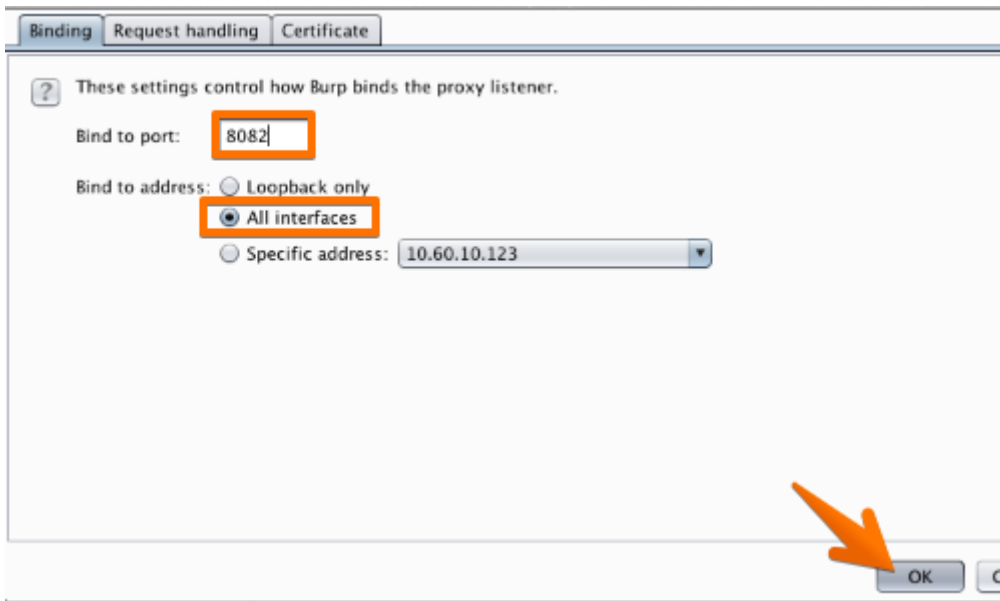 Binding Request handling Certificate
? These settings control how Burp binds the proxy listener.
Bind to port: 8082
Bind to address: Loopback only
All interfaces
Specific address: 10.60.10.123
OK